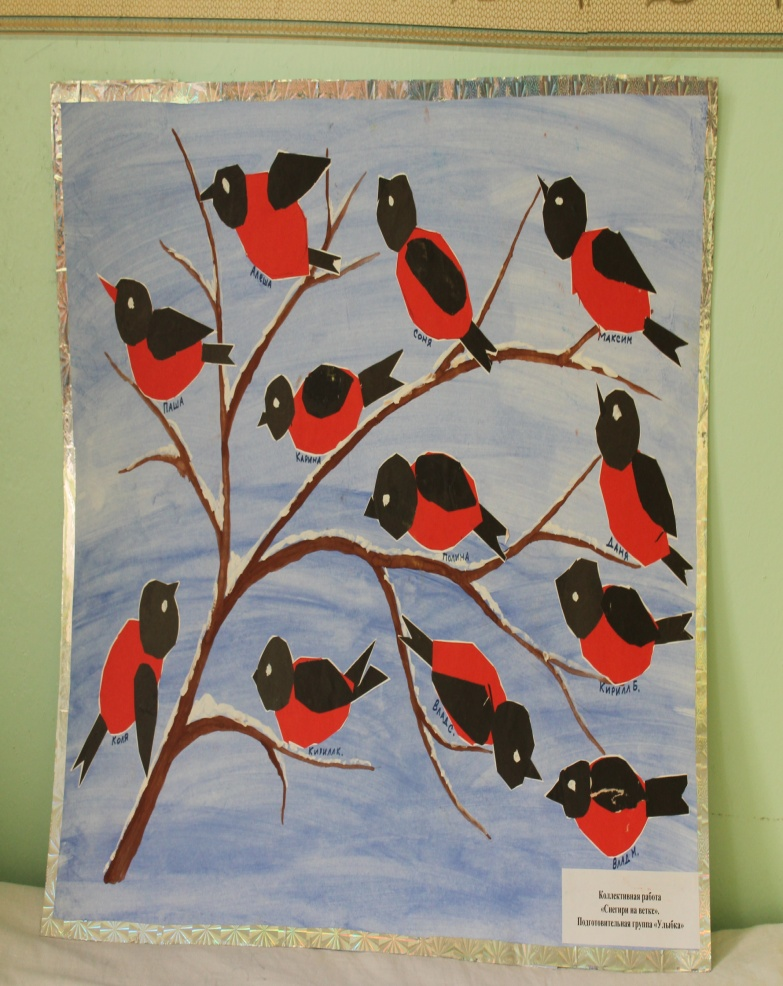 Алеша
Соня
Максим
Паша
Карина
Полина
Даня
Кирилл Б.
Коля
Кирилл К.
Влад С.
Влад М.
Коллективная работа
«Снегири на ветке».
Подготовительная группа «Улыбка»